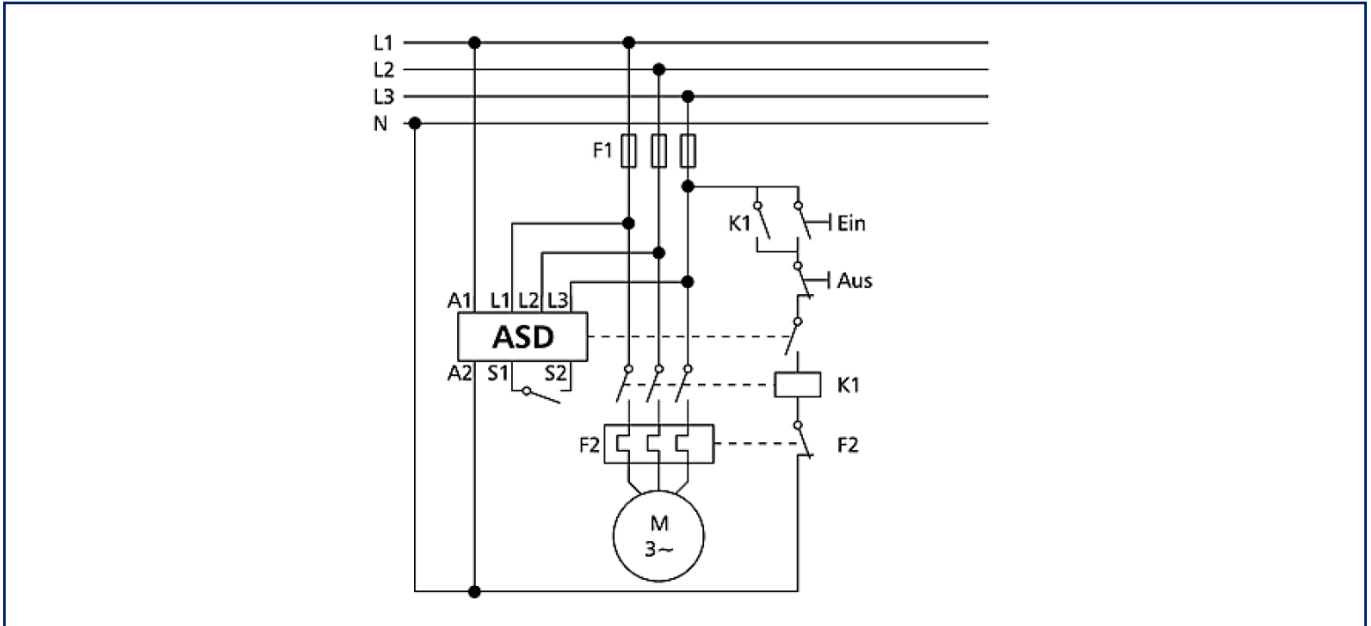 L1
L2
L3
N
F1
K1
Ein
Aus
A1 L1 L2 L3
ASD
A2 S1 S2
K1
F2
F2
M
3~